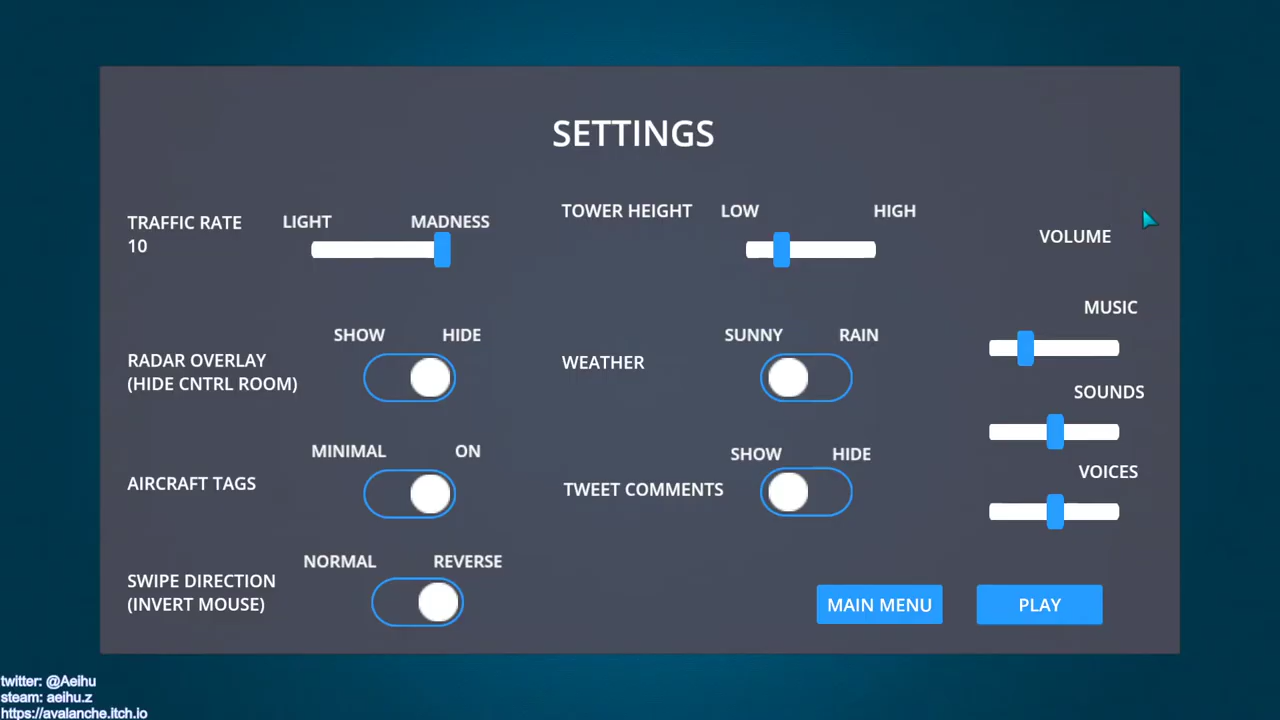 SETTINGS
TRAFFIC RATE
10
LIGHT
MADNESS
TOWER HEIGHT
LOW
HIGH
VOLUME
MUSIC
SHOW
HIDE
RADAR OVERLAY
(HIDE CNTRL ROOM)
WEATHER
SUNNY
RAIN
SOUNDS
MINIMAL
ON
AIRCRAFT TAGS
SHOW
HIDE
TWEET COMMENTS
VOICES
NORMAL
REVERSE
SWIPE DIRECTION
(INVERT MOUSE)
MAIN MENU
PLAY
twitter: @Aeihu
steam: aeihu.z
https://avalanche.itch.io